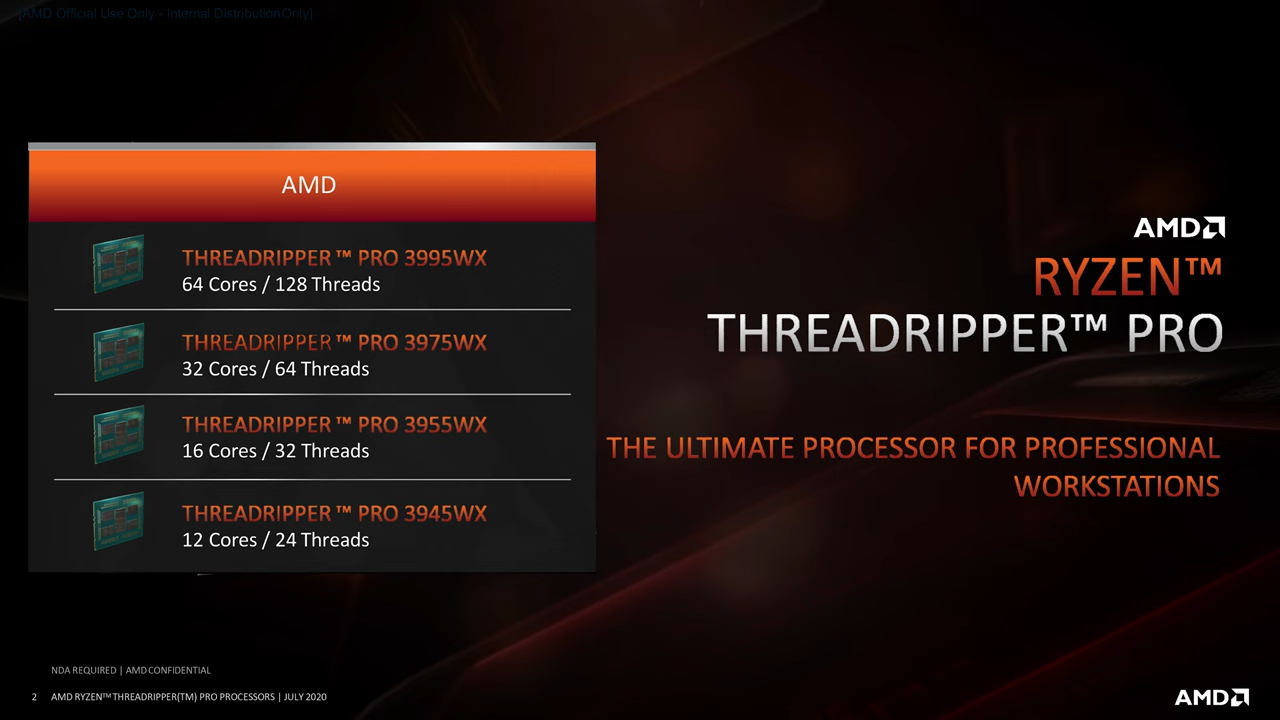 [AMD Official Use Only - Internal Distribution Only]
AMD
THREADRIPPER ™ PRO 3995WX
64 Cores / 128 Threads
THREADRIPPER ™ PRO 3975WX
32 Cores / 64 Threads
THREADRIPPER ™ PRO 3955WX
16 Cores / 32 Threads
THREADRIPPER ™ PRO 3945WX
12 Cores / 24 Threads
AMD
RYZEN™
THREADRIPPER™ PRO
THE ULTIMATE PROCESSOR FOR PROFESSIONAL
WORKSTATIONS
NDA REQUIRED | AMD CONFIDENTIAL
2 AMD RYZEN™ THREADRIPPER(TM) PRO PROCESSORS | JULY 2020
AMD